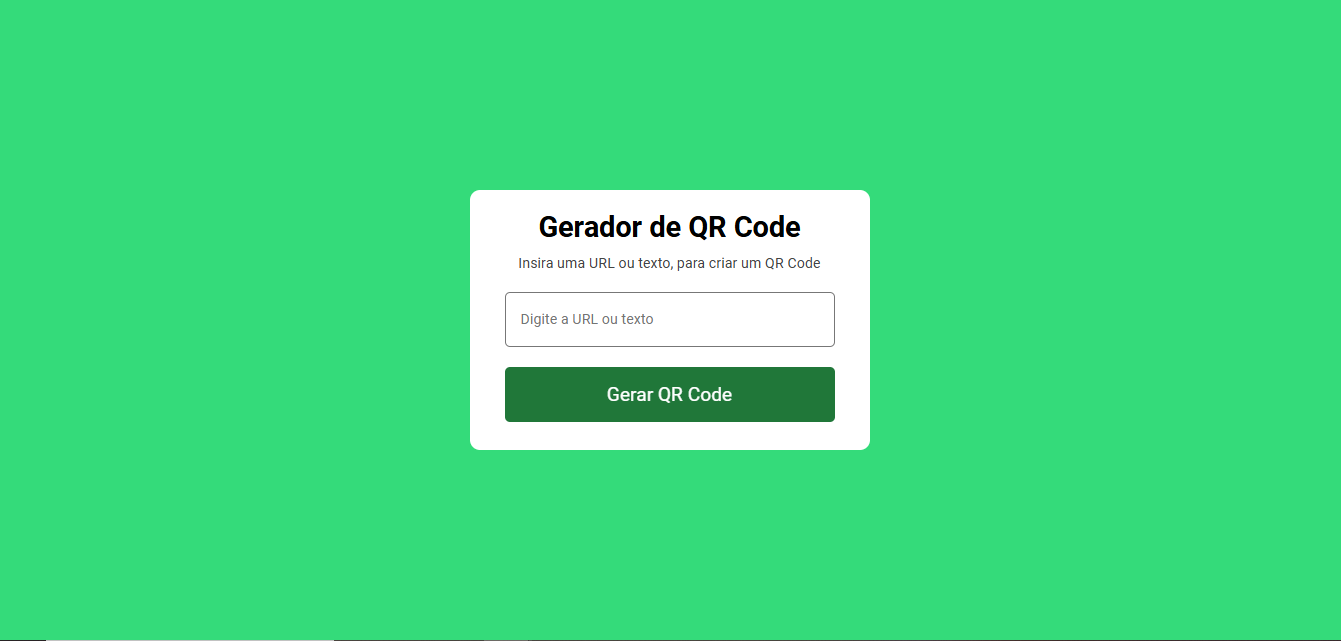 Gerador de QR Code
Insira uma URL ou texto, para criar um QR Code
Digite a URL ou texto
Gerar QR Code